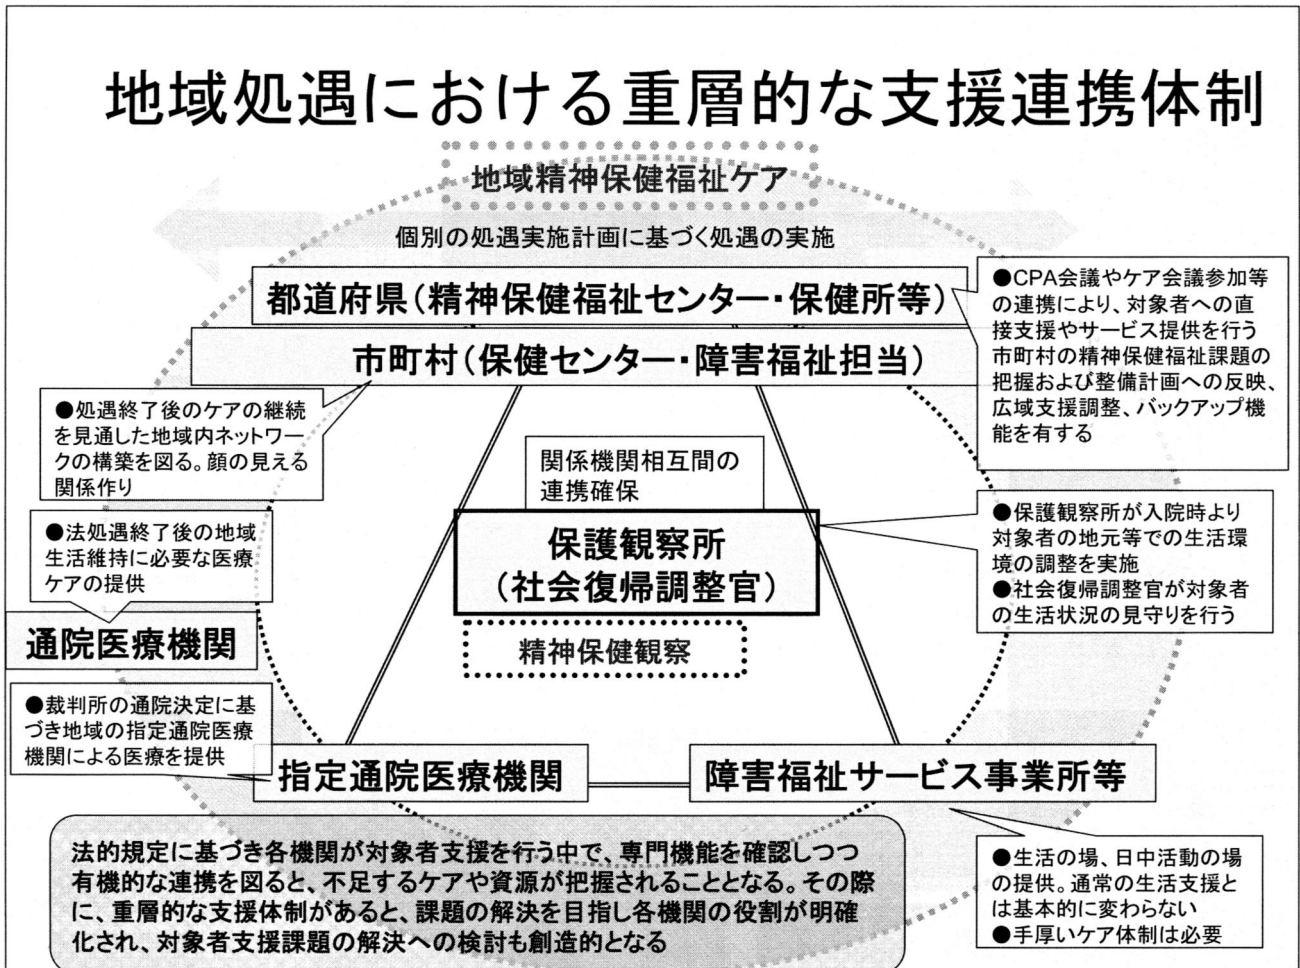 地域処遇における重層的な支援連携体制
地域精神保健福祉ケア
個別の処遇実施計画に基づく処遇の実施
都道府県（精神保健福祉センター・保健所等）
市町村（保健センター・障害福祉担当）
●CPA会議やケア会議参加等
の連携により、対象者への直
接支援やサービス提供を行う
市町村の精神保健福祉課題の
把握および整備計画への反映、
広域支援調整、バックアップ機
能を有する
●処遇終了後のケアの継続
を見通した地域内ネットワー
クの構築を図る。顔の見える
関係作り
関係機関相互間の
連携確保
保護観察所
（社会復帰調整官）
精神保健観察
●保護観察所が入院時より
対象者の地元等での生活環
境の調整を実施
●社会復帰調整官が対象者
の生活状況の見守りを行う
●法処遇終了後の地域
生活維持に必要な医療
ケアの提供
通院医療機関
●裁判所の通院決定に基
づき地域の指定通院医療
機関による医療を提供
指定通院医療機関
障害福祉サービス事業所等
法的規定に基づき各機関が対象者支援を行う中で、専門機能を確認しつつ
有機的な連携を図ると、不足するケアや資源が把握されることとなる。その際
に、重層的な支援体制があると、課題の解決を目指し各機関の役割が明確
化され、対象者支援課題の解決への検討も創造的となる
●生活の場、日中活動の場
の提供。通常の生活支援と
は基本的に変わらない
●手厚いケア体制は必要